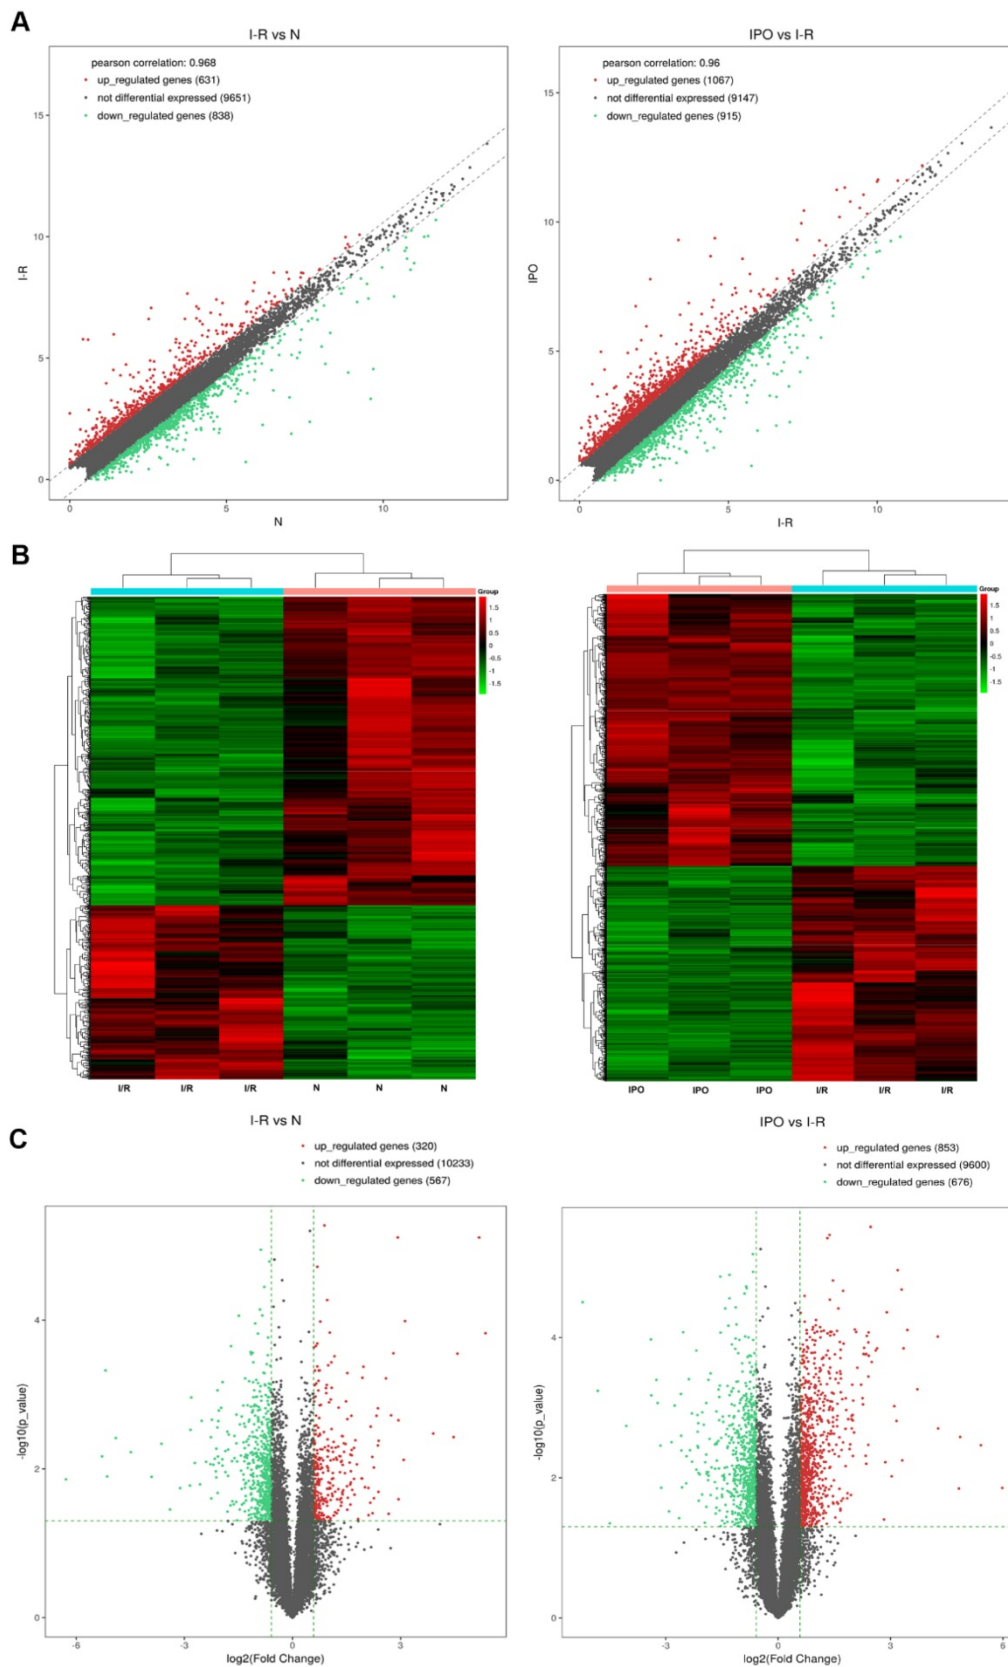 A
I-R vs N
pearson correlation: 0.968
up_regulated genes (631)
not differential expressed (9651)
down_regulated genes (838)
15
10
5
0
I-R
0
5
10
N
IPO vs I-R
pearson correlation: 0.96
up_regulated genes (1067)
not differential expressed (9147)
down_regulated genes (915)
15
10
5
0
IPO
0
5
10
I-R
B
Group
1.5
1
0.5
0
-0.5
-1
-1.5
I/R
I/R
I/R
N
N
N
Group
1.5
1
0.5
0
-0.5
-1
-1.5
IPO
IPO
IPO
I/R
I/R
I/R
C
I-R vs N
up_regulated genes (320)
not differential expressed (10233)
down_regulated genes (567)
4
2
0
-log10(p_value)
-6
-3
0
3
log2(Fold Change)
IPO vs I-R
up_regulated genes (853)
not differential expressed (9600)
down_regulated genes (676)
4
2
0
-log10(p_value)
-3
0
3
6
log2(Fold Change)